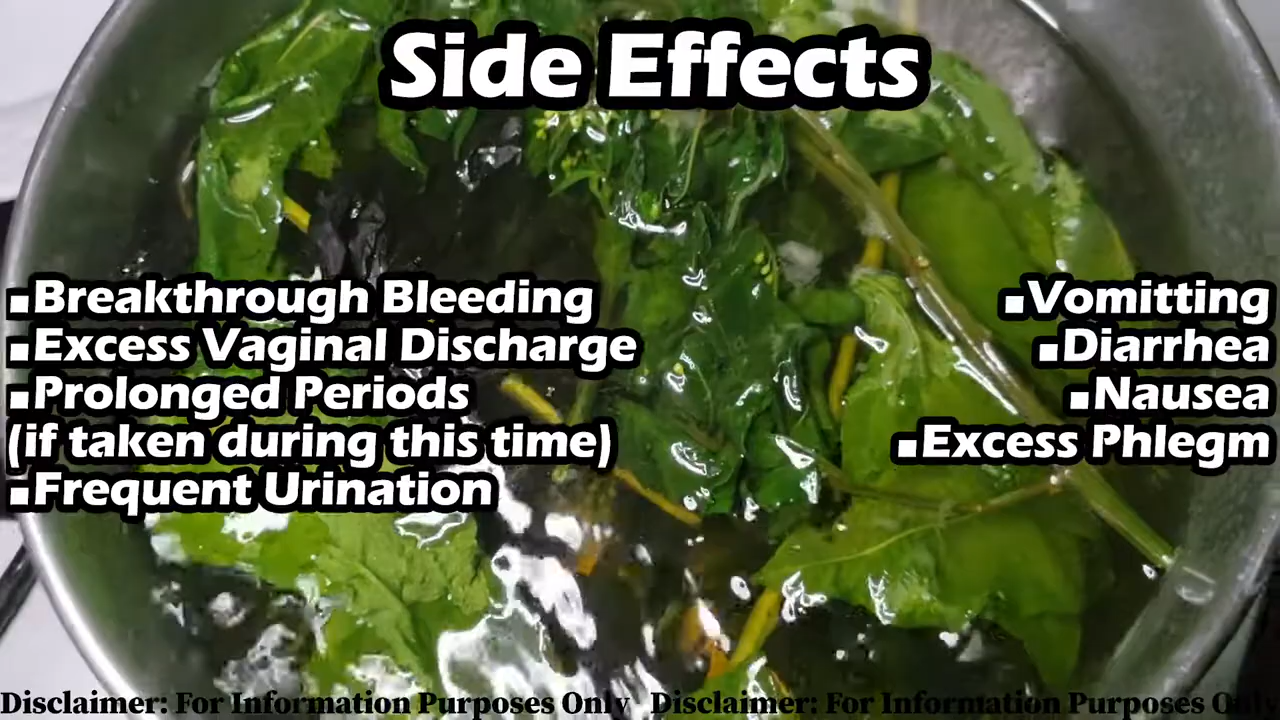 Side Effects
▪Breakthrough Bleeding
▪Excess Vaginal Discharge
▪Prolonged Periods
(if taken during this time)
▪Frequent Urination
▪Vomitting
▪Diarrhea
▪Nausea
▪Excess Phlegm
Disclaimer: For Information Purposes Only Disclaimer: For Information Purposes Only